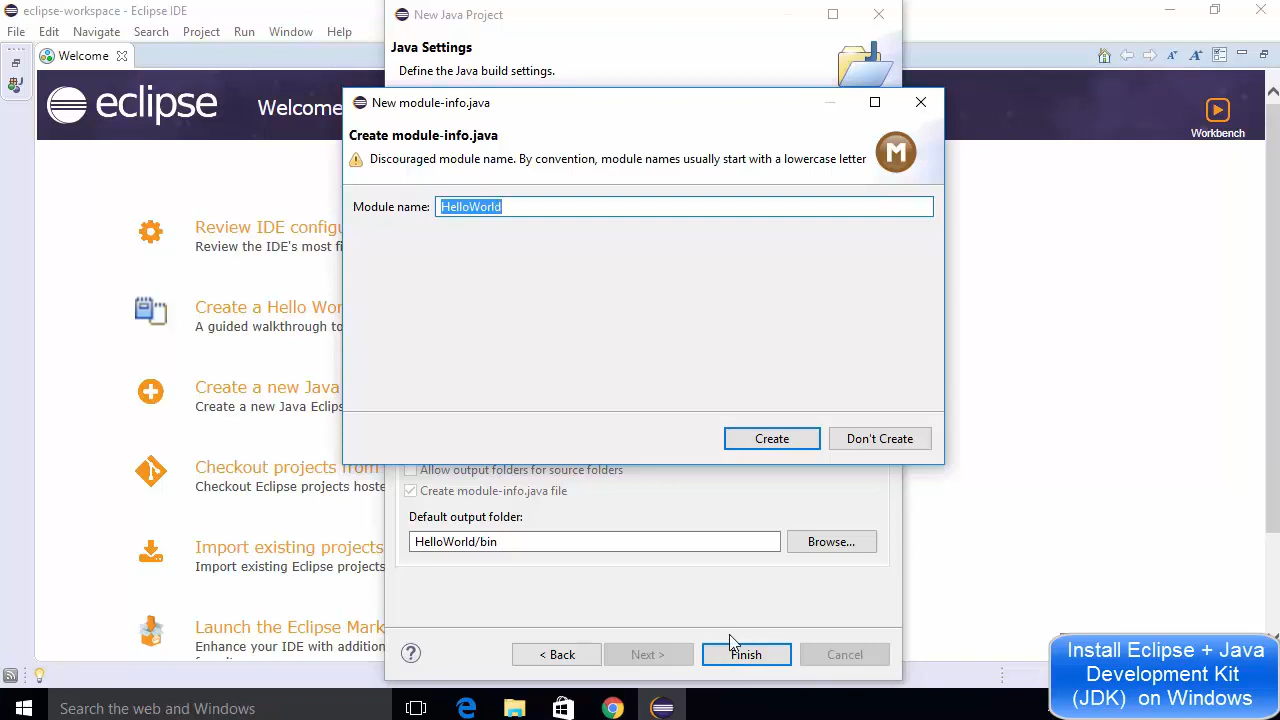 eclipse-workspace - Eclipse IDE
File Edit Navigate Search Project Run Window Help
Welcome
eclipse
Welcome
Workbench
Review IDE configu
Review the IDE's most f
Create a Hello Wor
A guided walkthrough to
Create a new Java
Create a new Java Eclips
Checkout projects from
Checkout Eclipse projects hoste
Import existing projects
Import existing Eclipse projects
Launch the Eclipse Mark
Enhance your IDE with addition
New Java Project
Java Settings
Define the Java build settings.
New module-info.java
Create module-info.java
Discouraged module name. By convention, module names usually start with a lowercase letter
M
Module name: HelloWorld
Create Don't Create
Allow output folders for source folders
Create module-info.java file
Default output folder:
HelloWorld/bin Browse...
? < Back Next > Finish Cancel
Install Eclipse + Java
Development Kit
(JDK) on Windows
Search the web and Windows